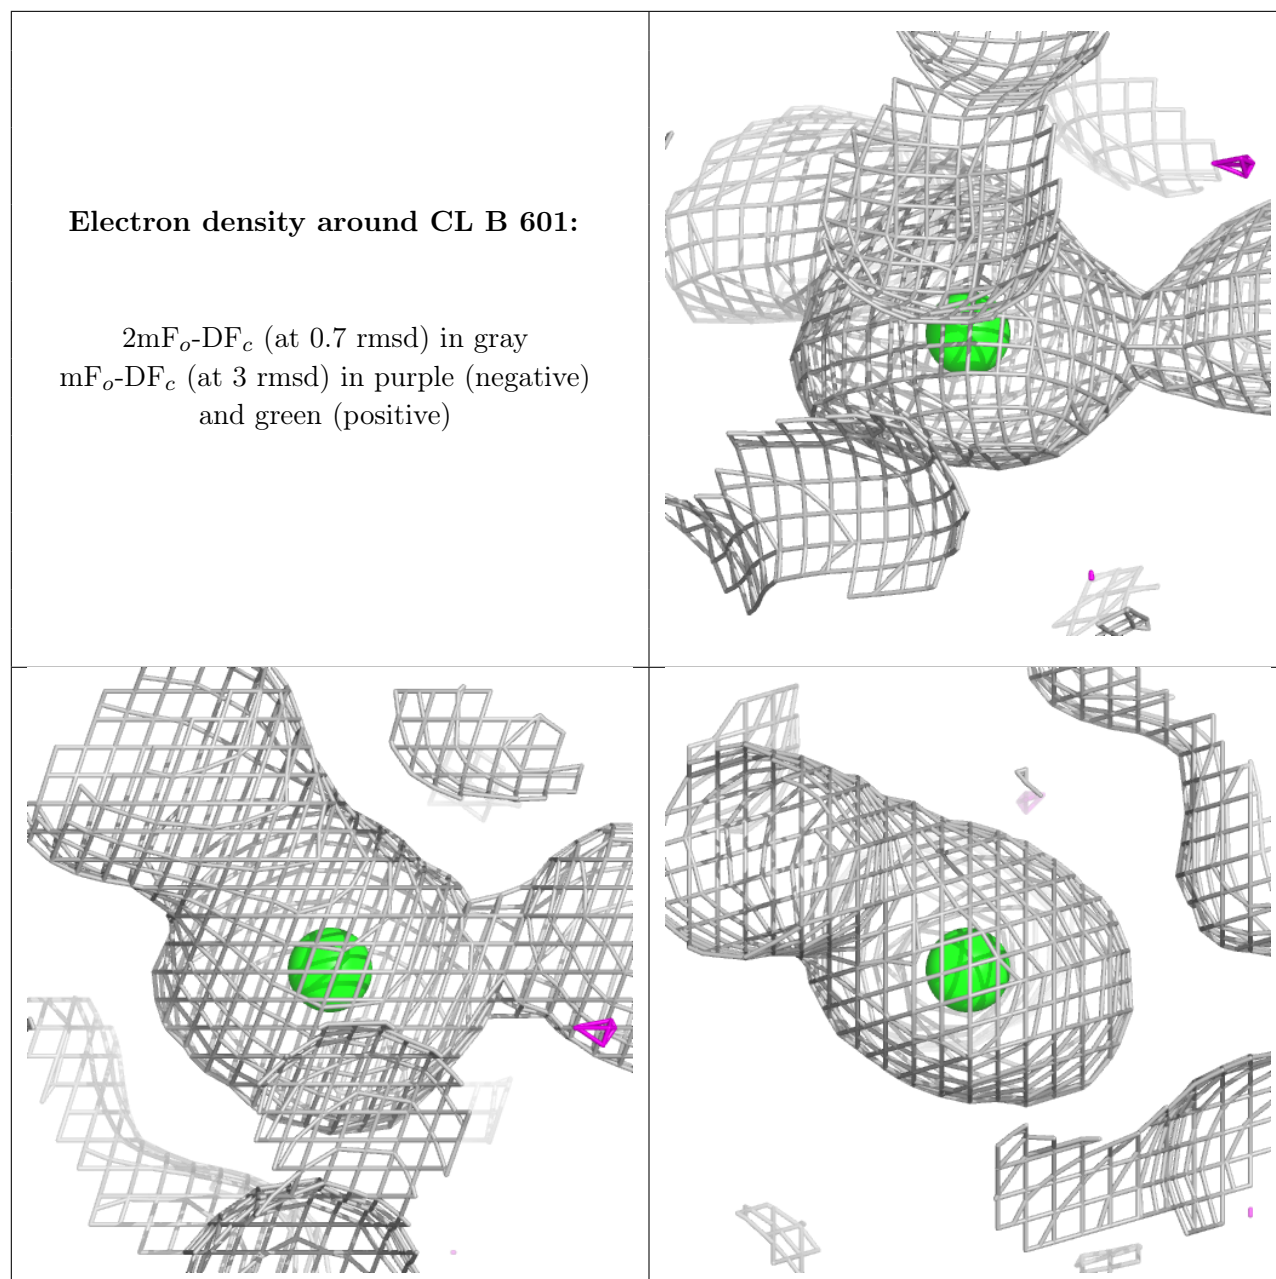 Electron density around CL B 601:
2mFo-DFc (at 0.7 rmsd) in gray
mFo-DFc (at 3 rmsd) in purple (negative)
and green (positive)